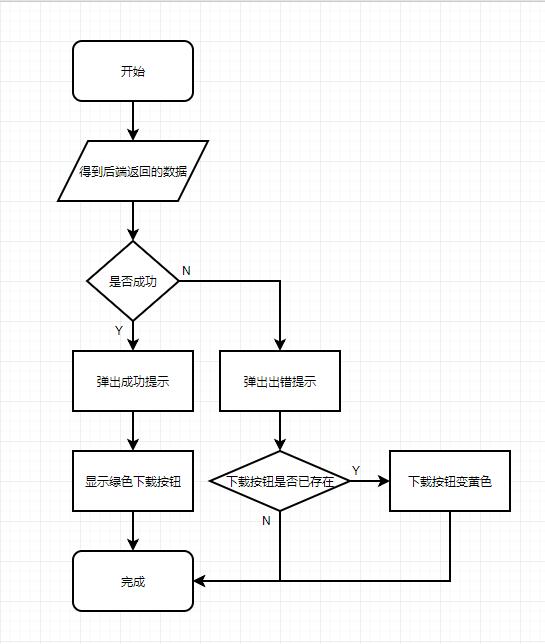 开始
得到后端返回的数据
是否成功
N
Y
弹出成功提示
弹出出错提示
显示绿色下载按钮
下载按钮是否已存在
Y
下载按钮变黄色
N
完成